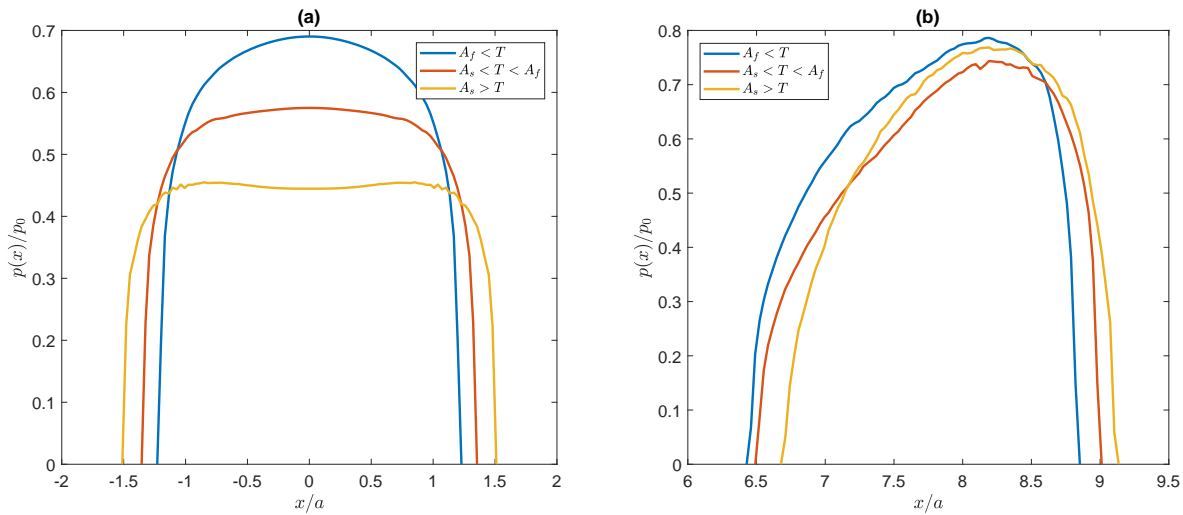 (a)
0.7
0.6
0.5
0.4
0.3
0.2
0.1
0
p(x)/p₀
-2
-1.5
-1
-0.5
0
0.5
1
1.5
2
x/a
A_f < T
A_s < T < A_f
A_s > T
(b)
0.8
0.7
0.6
0.5
0.4
0.3
0.2
0.1
0
p(x)/p₀
6
6.5
7
7.5
8
8.5
9
9.5
x/a
A_f < T
A_s < T < A_f
A_s > T